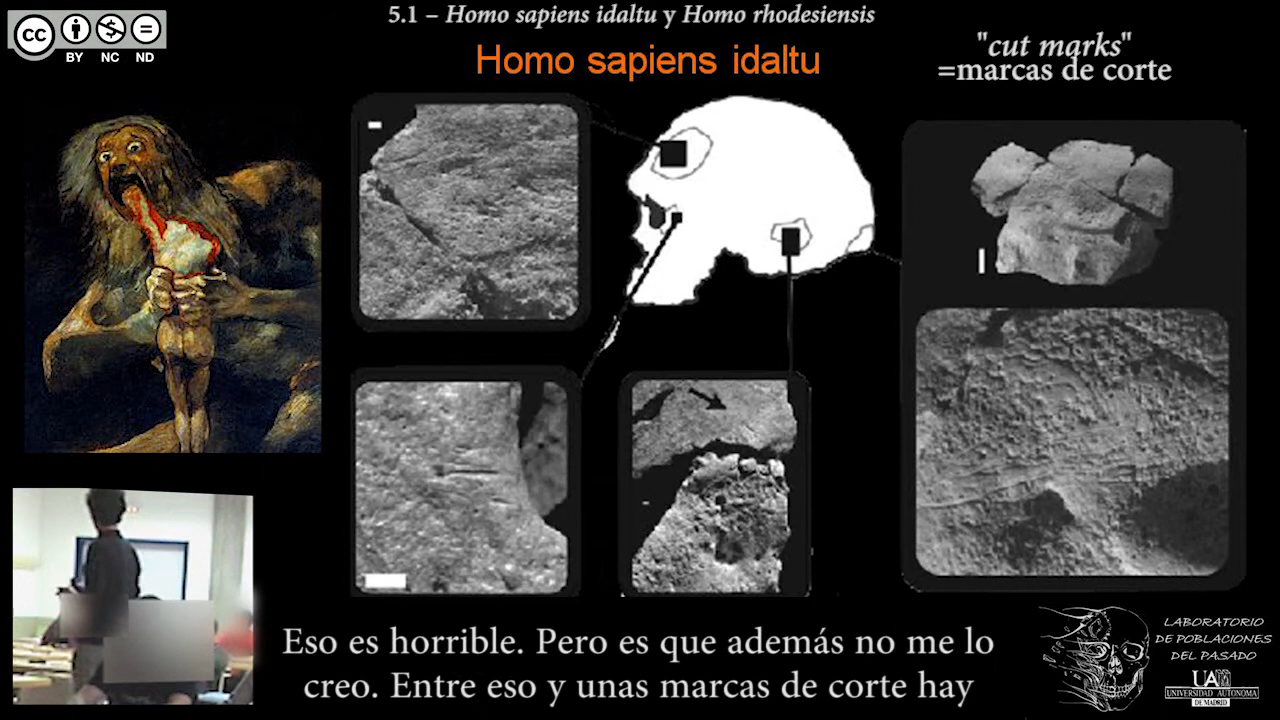 5.1 – Homo sapiens idaltu y Homo rhodesiensis
Homo sapiens idaltu
"cut marks"
=marcas de corte
cc
BY NC ND
Eso es horrible. Pero es que además no me lo
creo. Entre eso y unas marcas de corte hay
LABORATORIO
DE POBLACIONES
DEL PASADO
UAM
UNIVERSIDAD AUTONOMA
DE MADRID